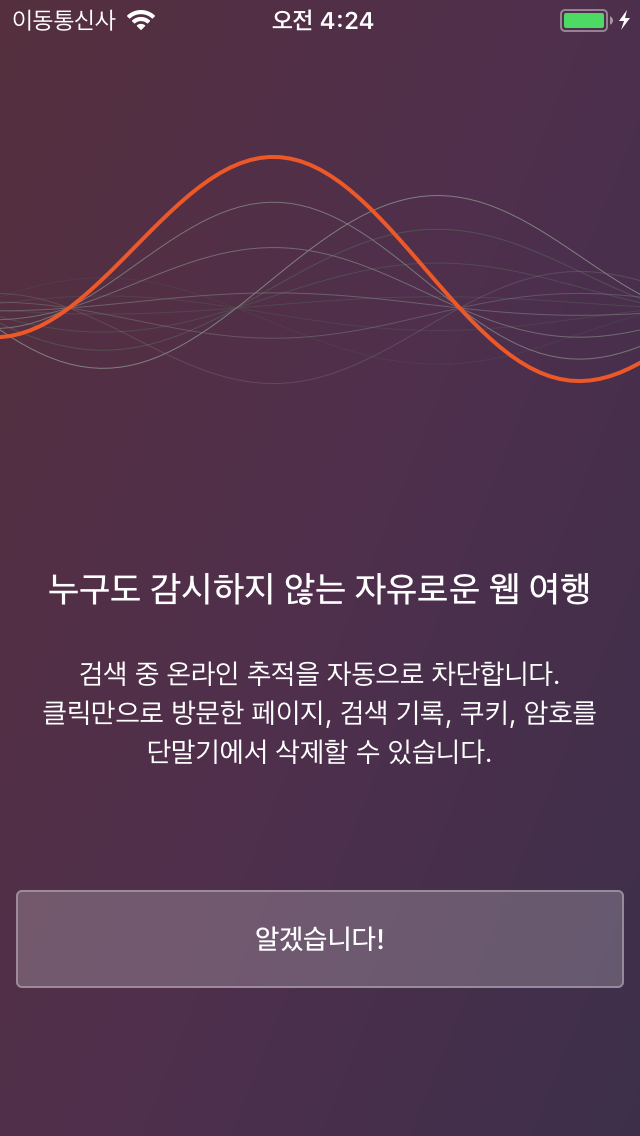 이동통신사 오전 4:24
누구도 감시하지 않는 자유로운 웹 여행
검색 중 온라인 추적을 자동으로 차단합니다.
클릭만으로 방문한 페이지, 검색 기록, 쿠키, 암호를
단말기에서 삭제할 수 있습니다.
알겠습니다!